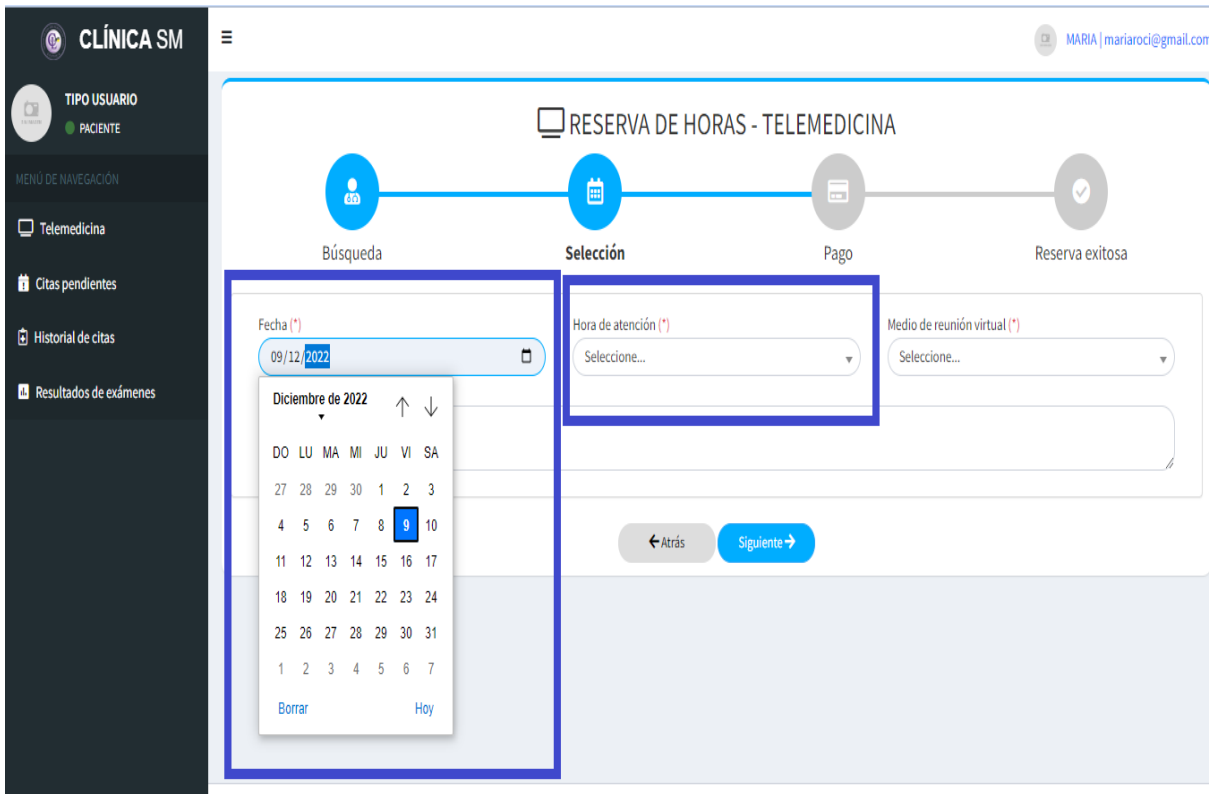 CLÍNICA SM
MARIA | mariaroci@gmail.com
TIPO USUARIO
PACIENTE
MENÚ DE NAVEGACIÓN
Telemedicina
Citas pendientes
Historial de citas
Resultados de exámenes
RESERVA DE HORAS - TELEMEDICINA
Búsqueda
Selección
Pago
Reserva exitosa
Fecha (*)
Hora de atención (*)
Medio de reunión virtual (*)
09/12/2022
Seleccione...
Seleccione...
Diciembre de 2022
DO LU MA MI JU VI SA
27 28 29 30 1 2 3
4 5 6 7 8 9 10
11 12 13 14 15 16 17
18 19 20 21 22 23 24
25 26 27 28 29 30 31
1 2 3 4 5 6 7
Borrar Hoy
Atrás
Siguiente